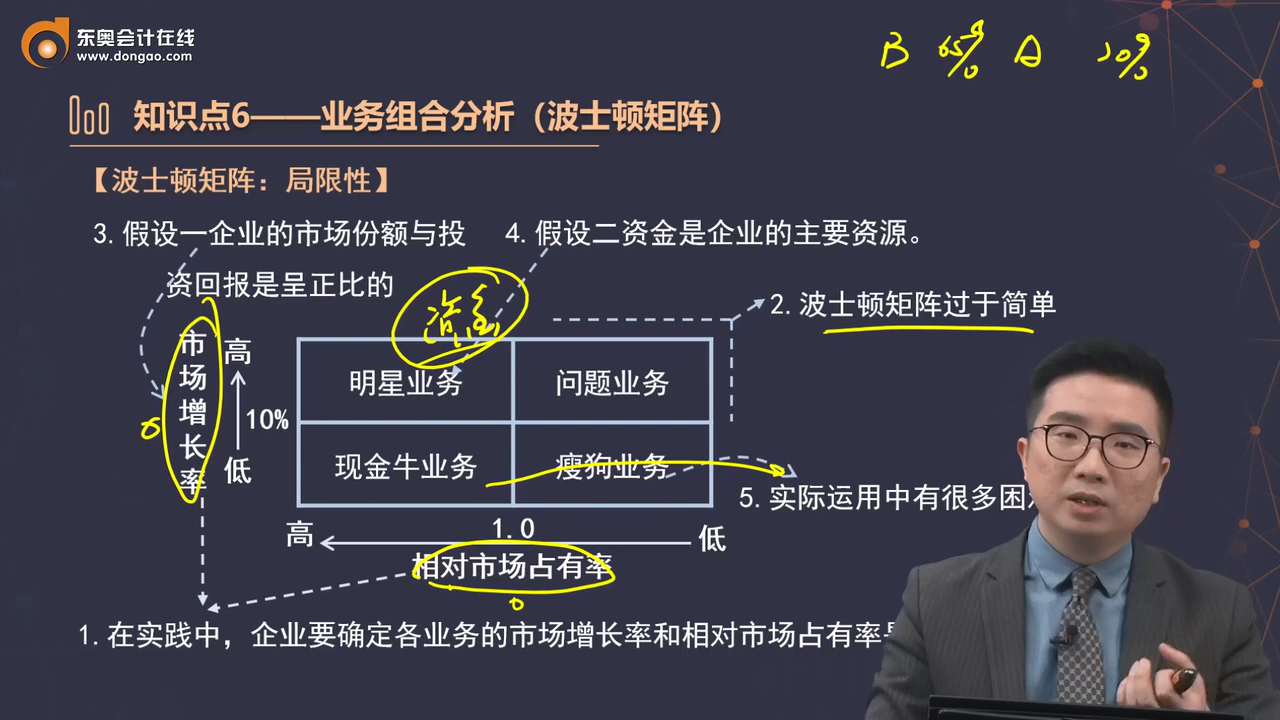 东奥会计在线
www.dongao.com
B 65% A 20%
知识点6——业务组合分析（波士顿矩阵）
【波士顿矩阵：局限性】
3.假设一企业的市场份额与投
资回报是呈正比的
4.假设二资金是企业的主要资源。
资金
2.波士顿矩阵过于简单
市场增长率
高
10%
低
明星业务
问题业务
现金牛业务
瘦狗业务
5.实际运用中有很多困
高
1.0
低
相对市场占有率
1.在实践中，企业要确定各业务的市场增长率和相对市场占有率